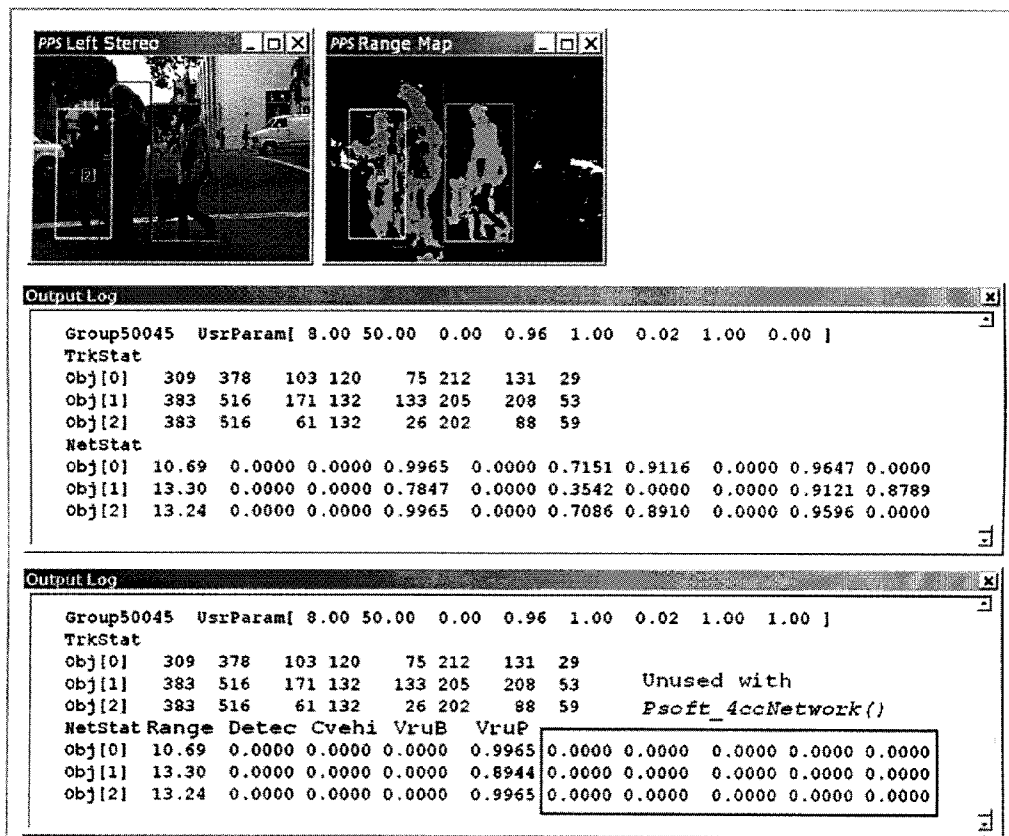 PPS Left Stereo
PPS Range Map
[2]
Output Log
Group50045 UsrParam[ 8.00 50.00 0.00 0.96 1.00 0.02 1.00 0.00 ]
TrkStat
Obj[0] 309 378 103 120 75 212 131 29
Obj[1] 383 516 171 132 133 205 208 53
Obj[2] 383 516 61 132 26 202 88 59
NetStat
Obj[0] 10.69 0.0000 0.0000 0.9965 0.0000 0.7151 0.9116 0.0000 0.9647 0.0000
Obj[1] 13.30 0.0000 0.0000 0.7847 0.0000 0.3542 0.0000 0.0000 0.9121 0.8789
Obj[2] 13.24 0.0000 0.0000 0.9965 0.0000 0.7086 0.8910 0.0000 0.9596 0.0000
Output Log
Group50045 UsrParam[ 8.00 50.00 0.00 0.96 1.00 0.02 1.00 1.00 ]
TrkStat
Obj[0] 309 378 103 120 75 212 131 29
Obj[1] 383 516 171 132 133 205 208 53
Unused with
Obj[2] 383 516 61 132 26 202 88 59
Psoft_4ccNetwork()
NetStat Range Detec Cvehi VruB VruP
Obj[0] 10.69 0.0000 0.0000 0.0000 0.9965 0.0000 0.0000 0.0000 0.0000 0.0000
Obj[1] 13.30 0.0000 0.0000 0.0000 0.8944 0.0000 0.0000 0.0000 0.0000 0.0000
Obj[2] 13.24 0.0000 0.0000 0.0000 0.9965 0.0000 0.0000 0.0000 0.0000 0.0000